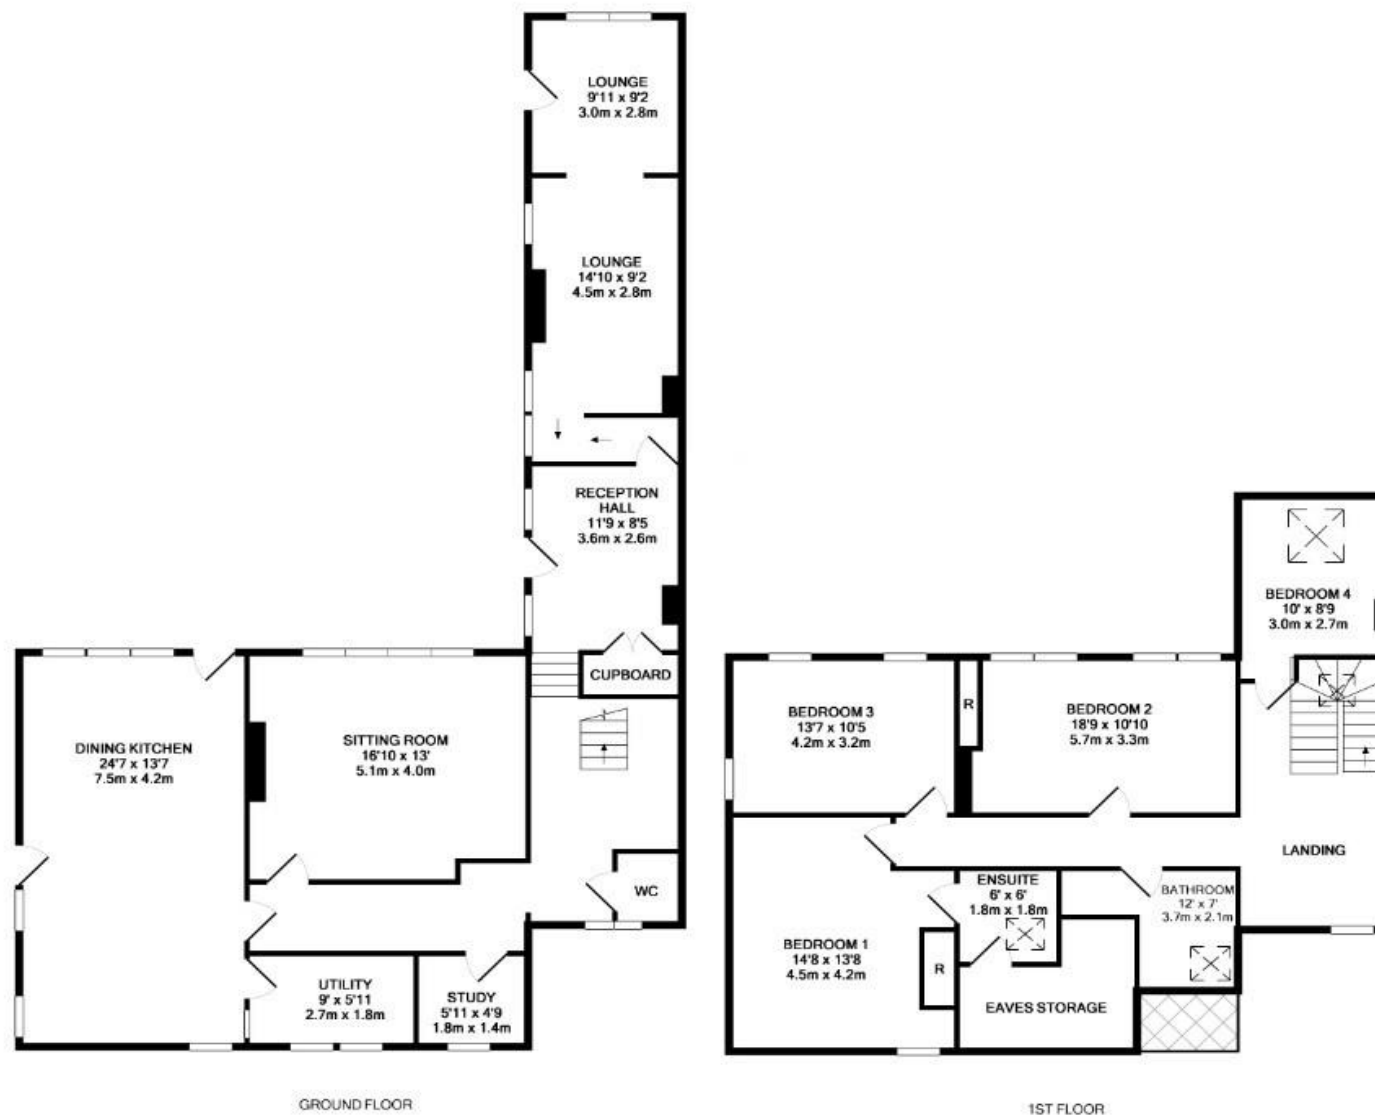 LOUNGE
9'11 x 9'2
3.0m x 2.8m
LOUNGE
14'10 x 9'2
4.5m x 2.8m
RECEPTION
HALL
11'9 x 8'5
3.6m x 2.6m
CUPBOARD
DINING KITCHEN
24'7 x 13'7
7.5m x 4.2m
SITTING ROOM
16'10 x 13'
5.1m x 4.0m
WC
UTILITY
9' x 5'11
2.7m x 1.8m
STUDY
5'11 x 4'9
1.8m x 1.4m
GROUND FLOOR
BEDROOM 4
10' x 8'9
3.0m x 2.7m
BEDROOM 3
13'7 x 10'5
4.2m x 3.2m
R
BEDROOM 2
18'9 x 10'10
5.7m x 3.3m
LANDING
ENSUITE
6' x 6'
1.8m x 1.8m
BATHROOM
12' x 7'
3.7m x 2.1m
BEDROOM 1
14'8 x 13'8
4.5m x 4.2m
R
EAVES STORAGE
1ST FLOOR